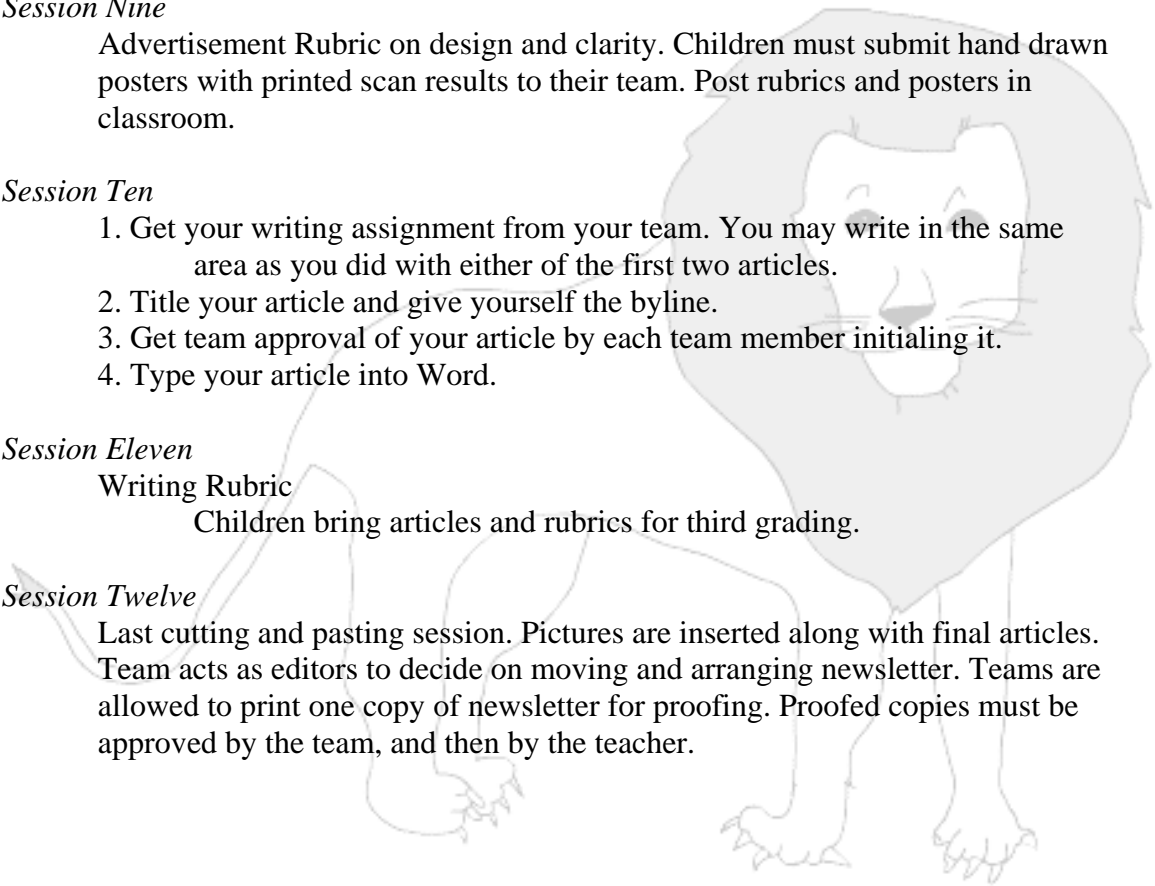 Session Nine
Advertisement Rubric on design and clarity. Children must submit hand drawn
posters with printed scan results to their team. Post rubrics and posters in
classroom.
Session Ten
1. Get your writing assignment from your team. You may write in the same
area as you did with either of the first two articles.
2. Title your article and give yourself the byline.
3. Get team approval of your article by each team member initialing it.
4. Type your article into Word.
Session Eleven
Writing Rubric
Children bring articles and rubrics for third grading.
Session Twelve
Last cutting and pasting session. Pictures are inserted along with final articles.
Team acts as editors to decide on moving and arranging newsletter. Teams are
allowed to print one copy of newsletter for proofing. Proofed copies must be
approved by the team, and then by the teacher.